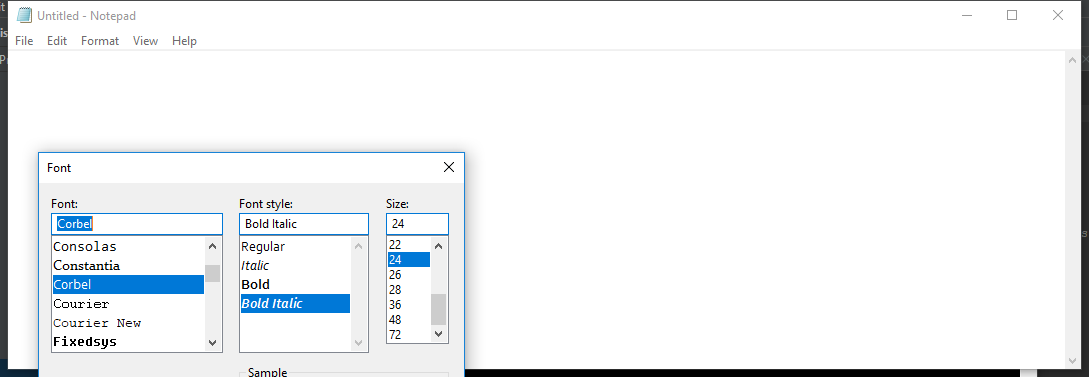 Untitled - Notepad
File Edit Format View Help
Font
Font: Font style: Size:
Corbel Bold Italic 24
Consolas Regular 22
Constantia Italic 24
Corbel Bold 26
Courier Bold Italic 28
Courier New 36
Fixedsys 48
72
Sample